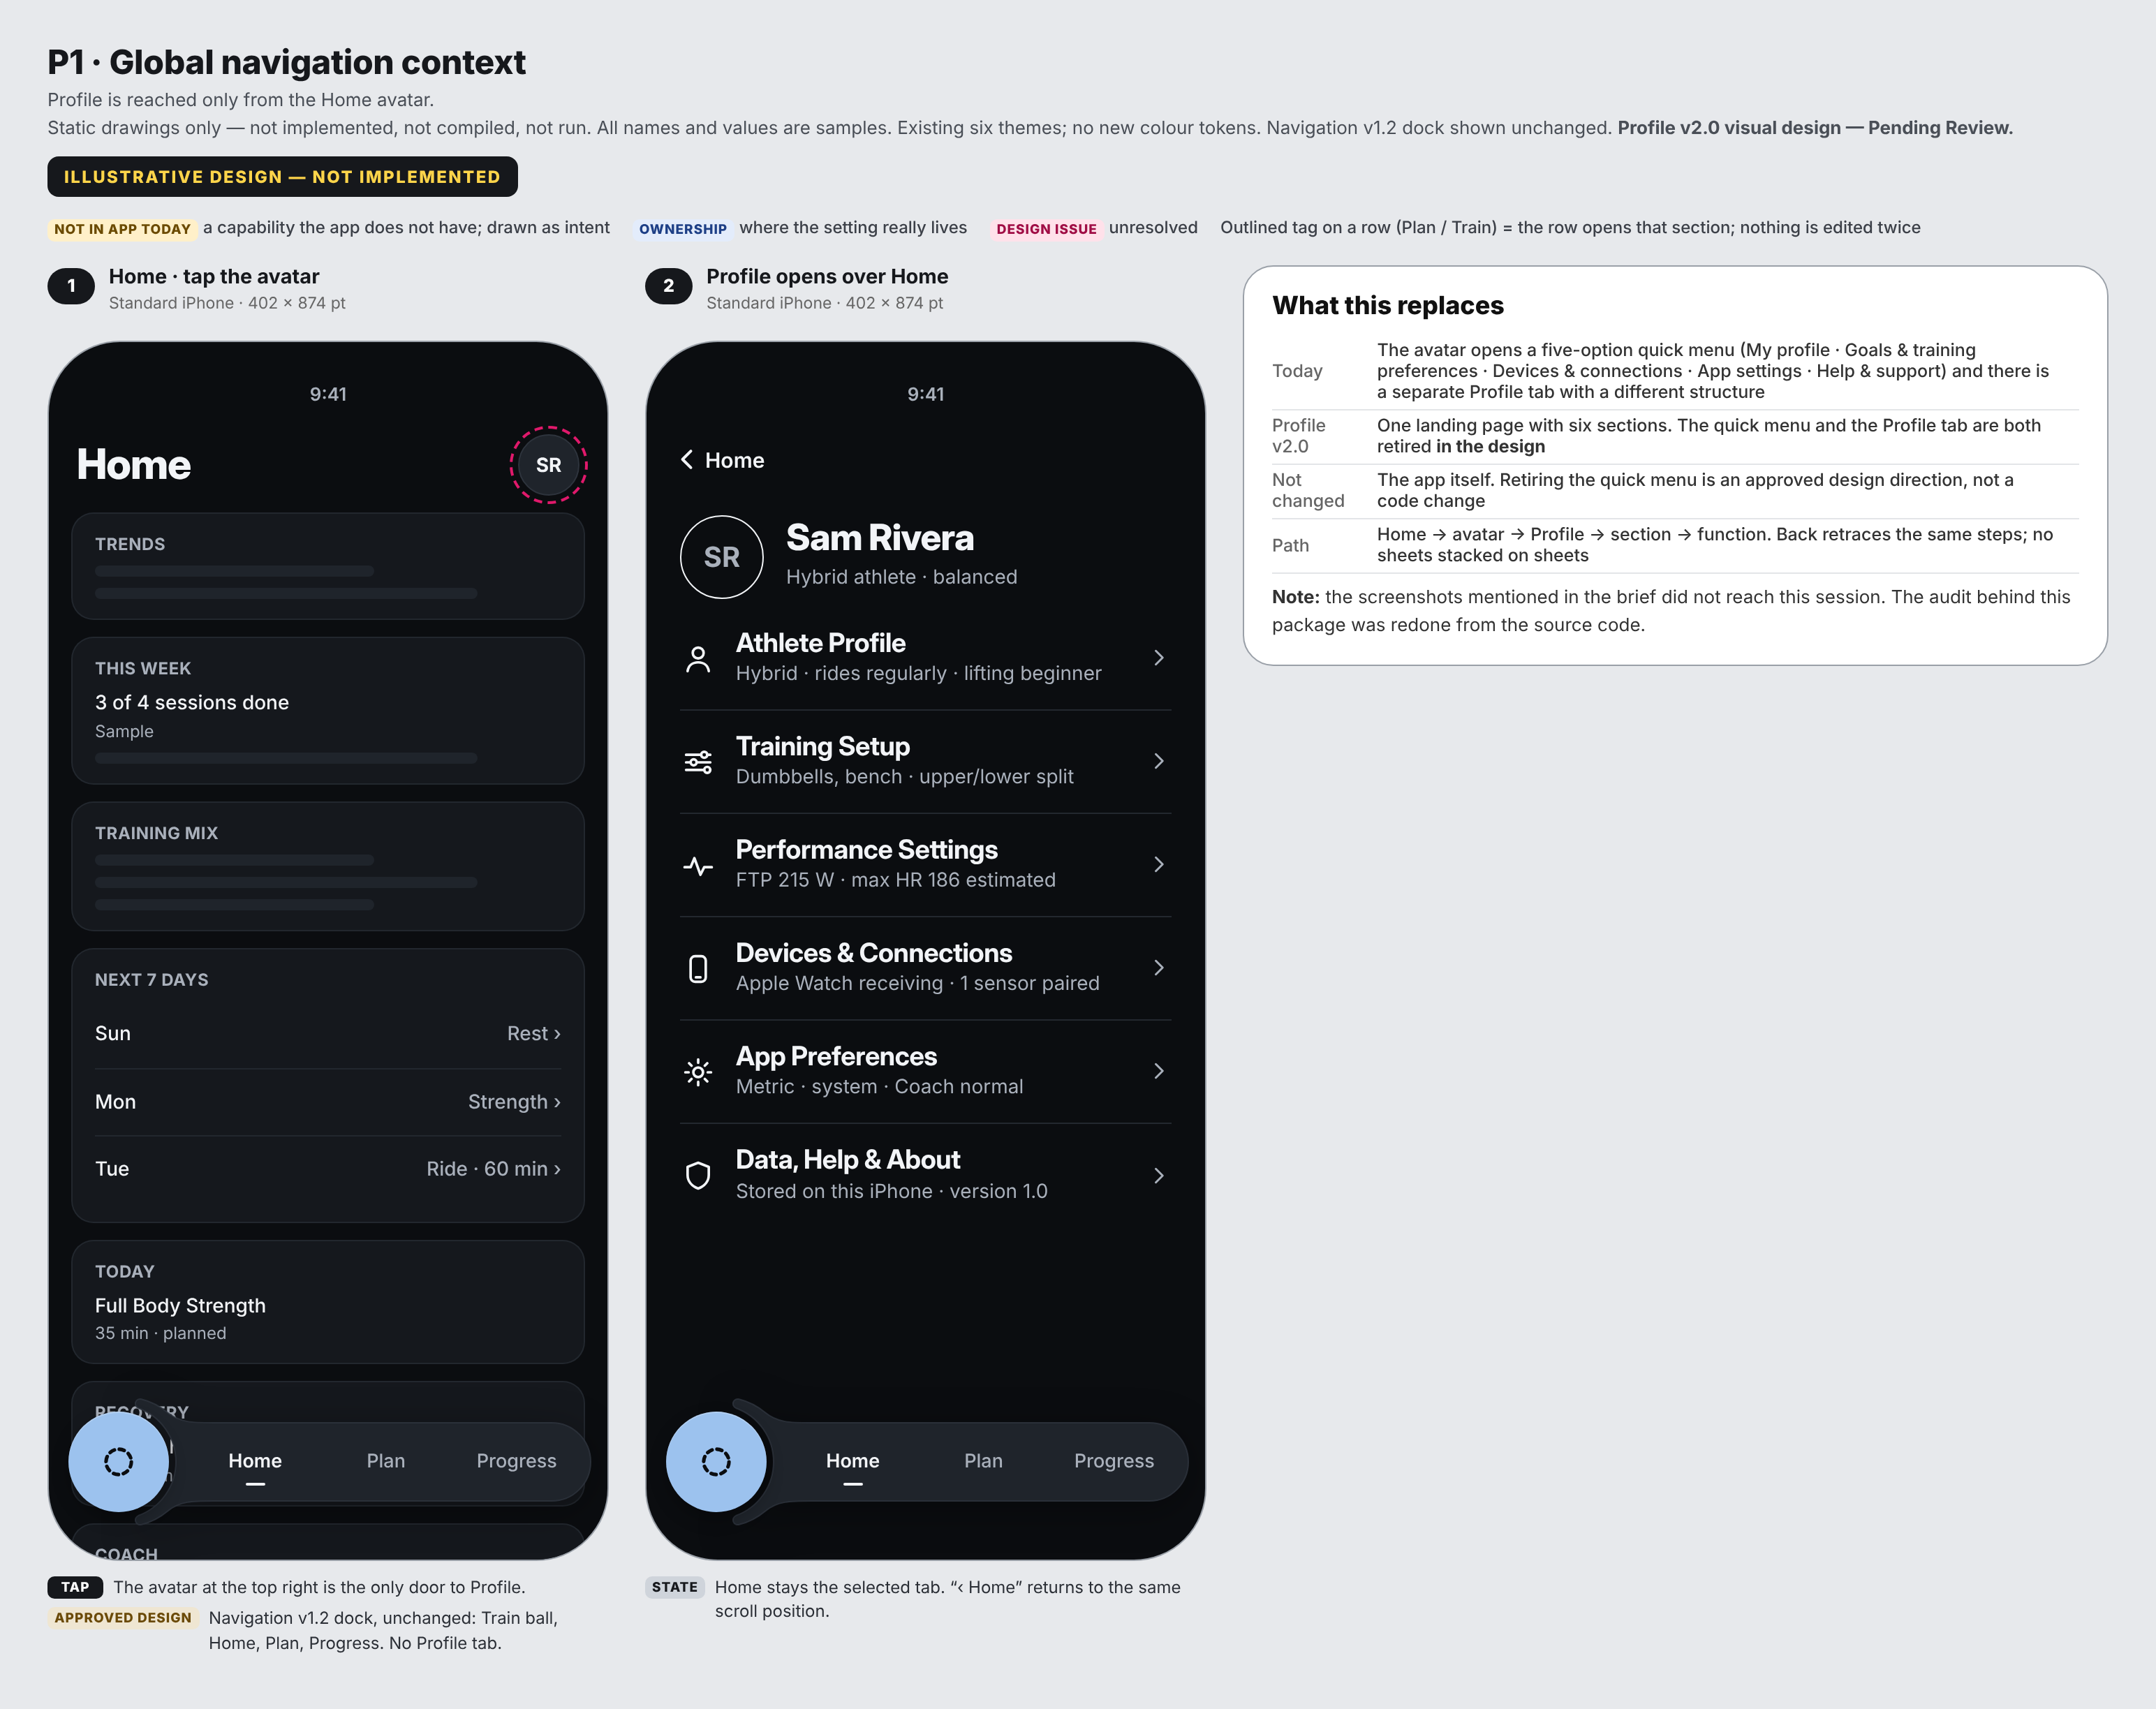 P1 · Global navigation context
Profile is reached only from the Home avatar.
Static drawings only — not implemented, not compiled, not run. All names and values are samples. Existing six themes; no new colour tokens. Navigation v1.2 dock shown unchanged. Profile v2.0 visual design — Pending Review.
ILLUSTRATIVE DESIGN — NOT IMPLEMENTED
NOT IN APP TODAY a capability the app does not have; drawn as intent OWNERSHIP where the setting really lives DESIGN ISSUE unresolved Outlined tag on a row (Plan / Train) = the row opens that section; nothing is edited twice
1 Home · tap the avatar
Standard iPhone · 402 × 874 pt
9:41
Home
SR
TRENDS
THIS WEEK
3 of 4 sessions done
Sample
TRAINING MIX
NEXT 7 DAYS
Sun Rest ›
Mon Strength ›
Tue Ride · 60 min ›
TODAY
Full Body Strength
35 min · planned
RECOVERY
Home Plan Progress
COACH
TAP The avatar at the top right is the only door to Profile.
APPROVED DESIGN Navigation v1.2 dock, unchanged: Train ball,
Home, Plan, Progress. No Profile tab.
2 Profile opens over Home
Standard iPhone · 402 × 874 pt
9:41
Home
SR
Sam Rivera
Hybrid athlete · balanced
Athlete Profile
Hybrid · rides regularly · lifting beginner
Training Setup
Dumbbells, bench · upper/lower split
Performance Settings
FTP 215 W · max HR 186 estimated
Devices & Connections
Apple Watch receiving · 1 sensor paired
App Preferences
Metric · system · Coach normal
Data, Help & About
Stored on this iPhone · version 1.0
Home Plan Progress
STATE Home stays the selected tab. “‹ Home” returns to the same
scroll position.
What this replaces
Today
The avatar opens a five-option quick menu (My profile · Goals & training
preferences · Devices & connections · App settings · Help & support) and there is
a separate Profile tab with a different structure
Profile
v2.0
One landing page with six sections. The quick menu and the Profile tab are both
retired in the design
Not
changed
The app itself. Retiring the quick menu is an approved design direction, not a
code change
Path
Home → avatar → Profile → section → function. Back retraces the same steps; no
sheets stacked on sheets
Note: the screenshots mentioned in the brief did not reach this session. The audit behind this
package was redone from the source code.